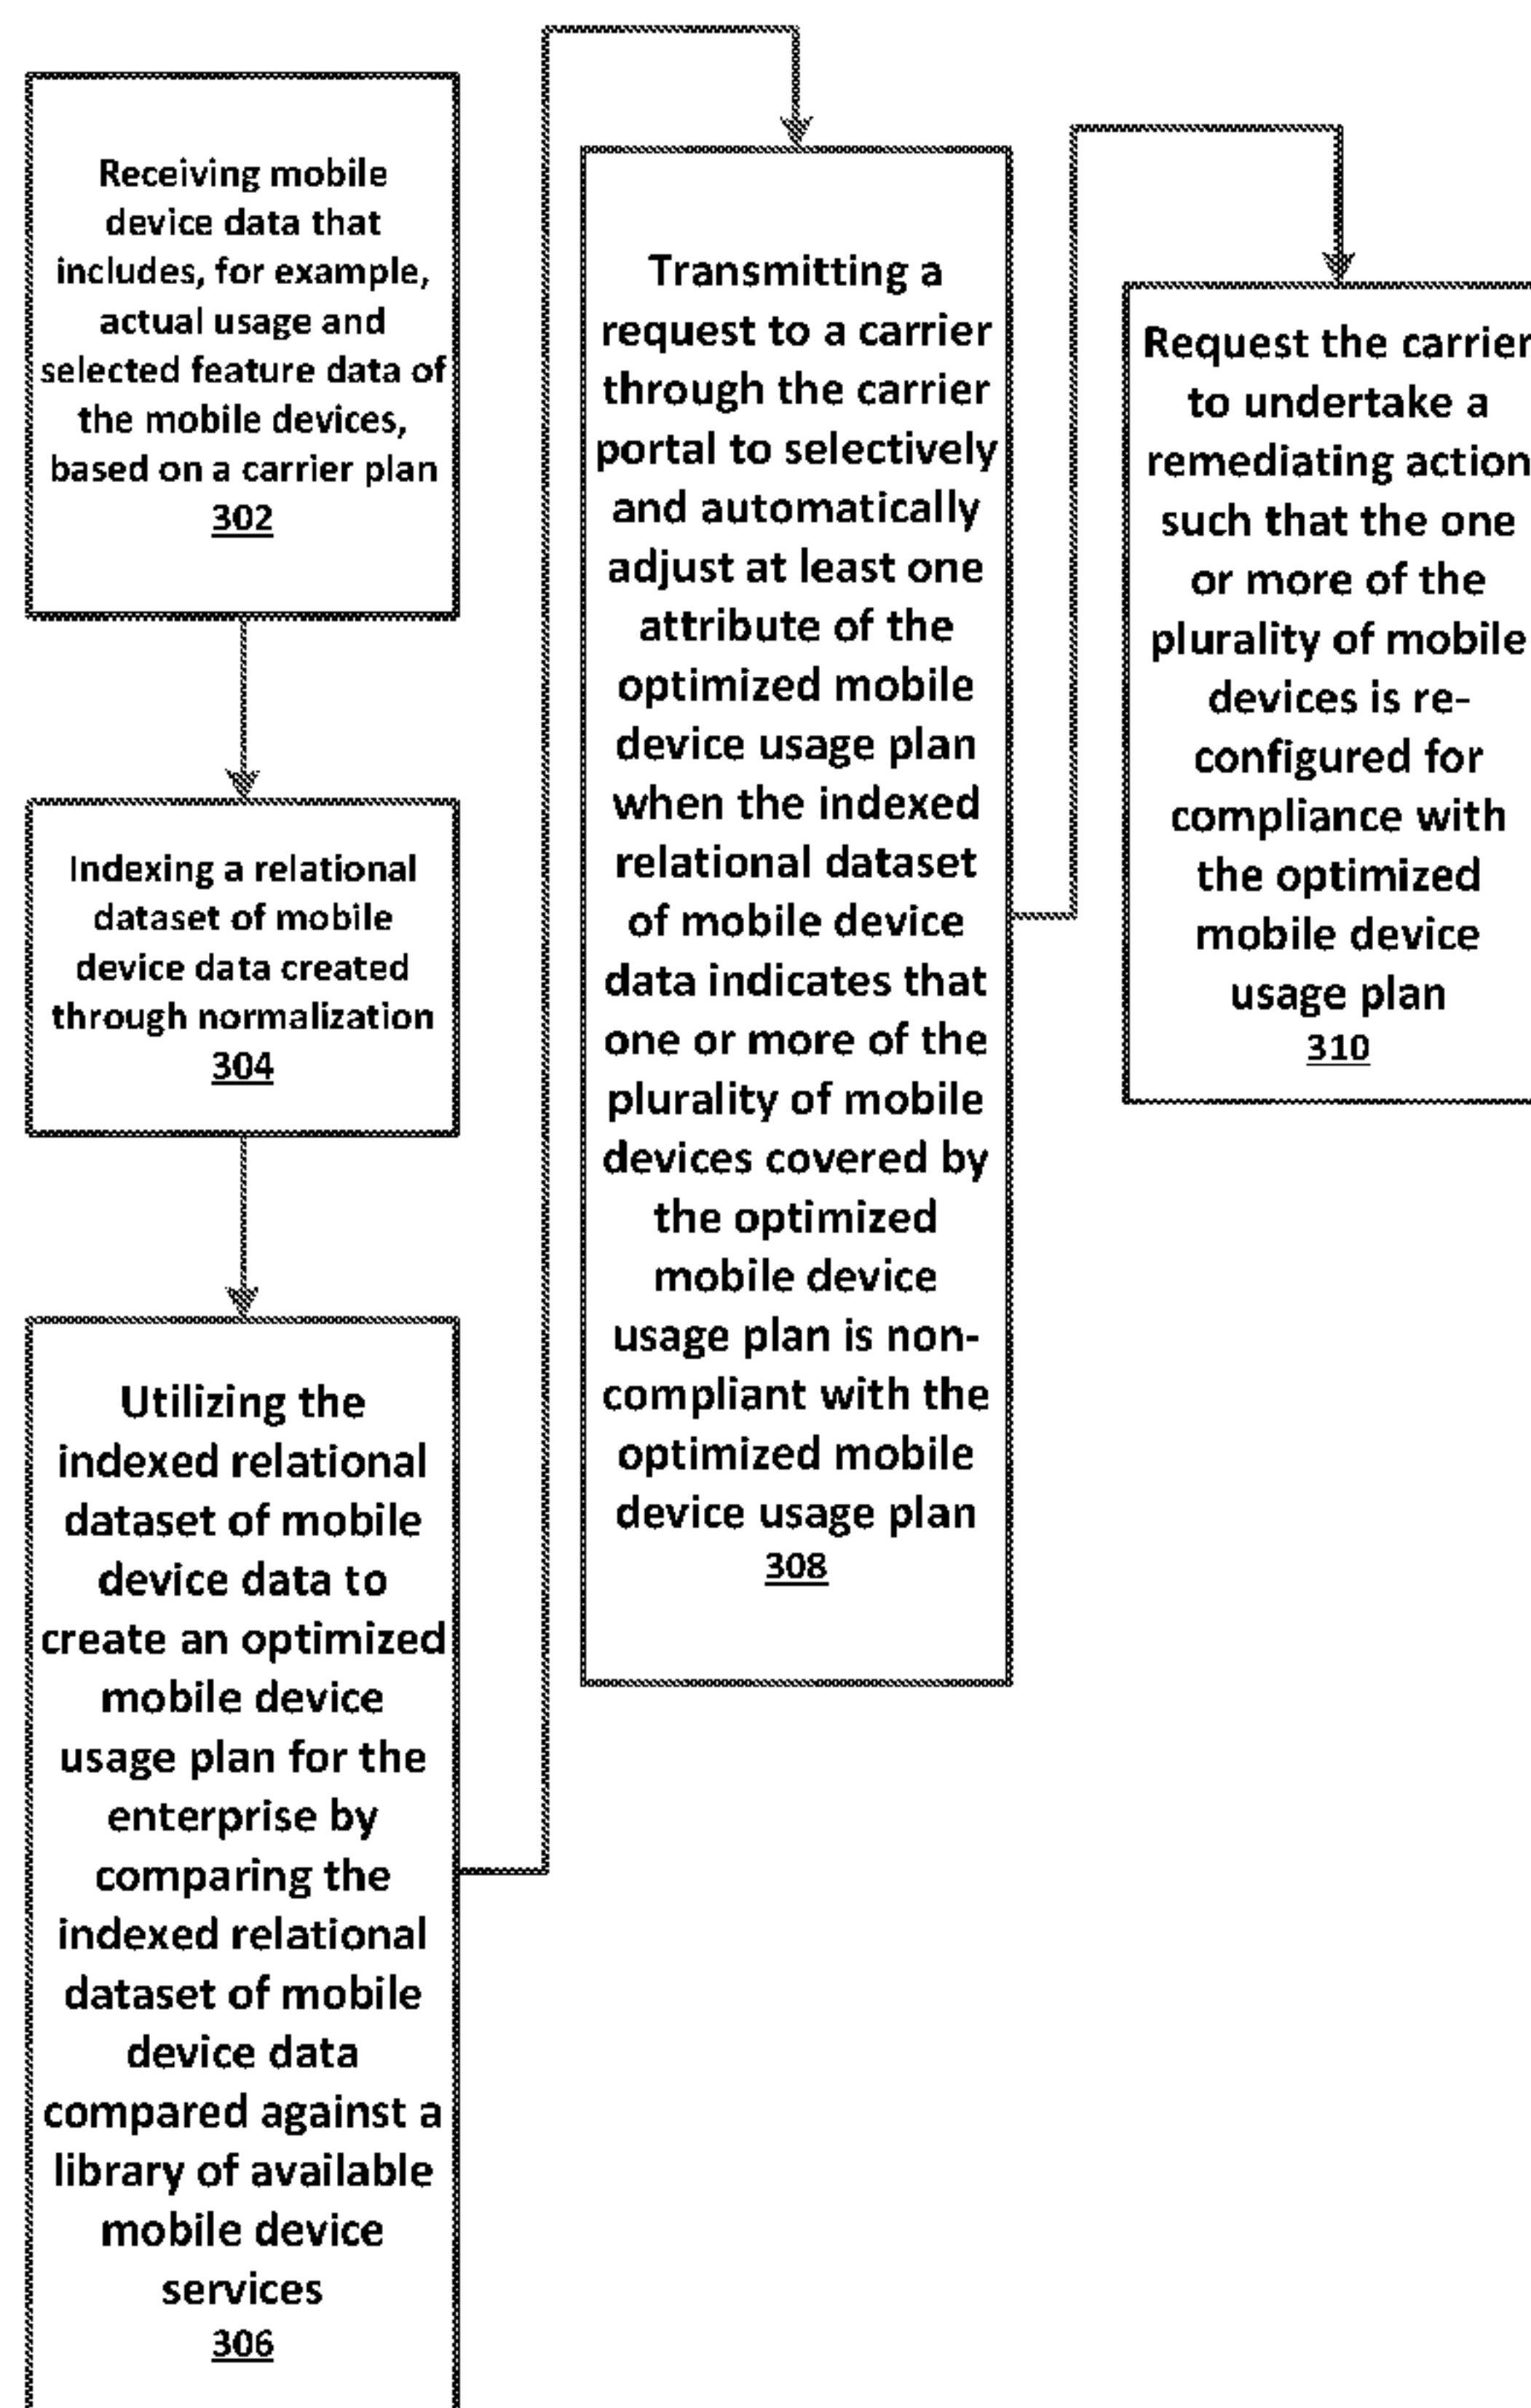 Receiving mobile
device data that
includes, for example,
actual usage and
selected feature data of
the mobile devices,
based on a carrier plan
302
Indexing a relational
dataset of mobile
device data created
through normalization
304
Utilizing the
indexed relational
dataset of mobile
device data to
create an optimized
mobile device
usage plan for the
enterprise by
comparing the
indexed relational
dataset of mobile
device data
compared against a
library of available
mobile device
services
306
Transmitting a
request to a carrier
through the carrier
portal to selectively
and automatically
adjust at least one
attribute of the
optimized mobile
device usage plan
when the indexed
relational dataset
of mobile device
data indicates that
one or more of the
plurality of mobile
devices covered by
the optimized
mobile device
usage plan is non-
compliant with the
optimized mobile
device usage plan
308
Request the carrier
to undertake a
remediating action
such that the one
or more of the
plurality of mobile
devices is re-
configured for
compliance with
the optimized
mobile device
usage plan
310